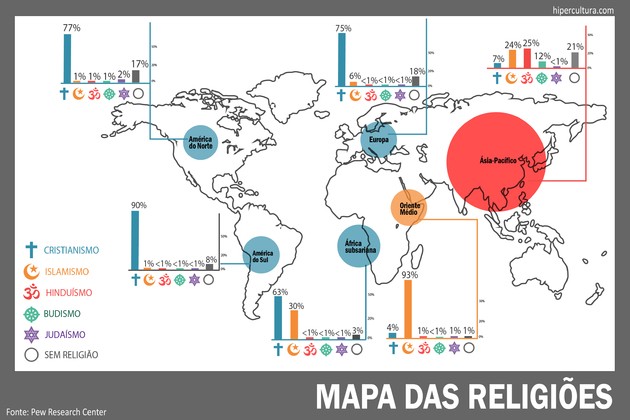 hipercultura.com
77%
1%
1%
1%
2%
17%
75%
6%
<1%
<1%
<1%
<1%
18%
7%
24%
25%
12%
<1%
21%
América
do Norte
Europa
Ásia-Pacífico
Oriente
Médio
África
subsariana
América
do Sul
90%
1%
<1%
<1%
<1%
8%
63%
30%
<1%
<1%
<1%
3%
4%
93%
1%
<1%
1%
1%
CRISTIANISMO
ISLAMISMO
HINDUÍSMO
BUDISMO
JUDAÍSMO
SEM RELIGIÃO
MAPA DAS RELIGIÕES
Fonte: Pew Research Center